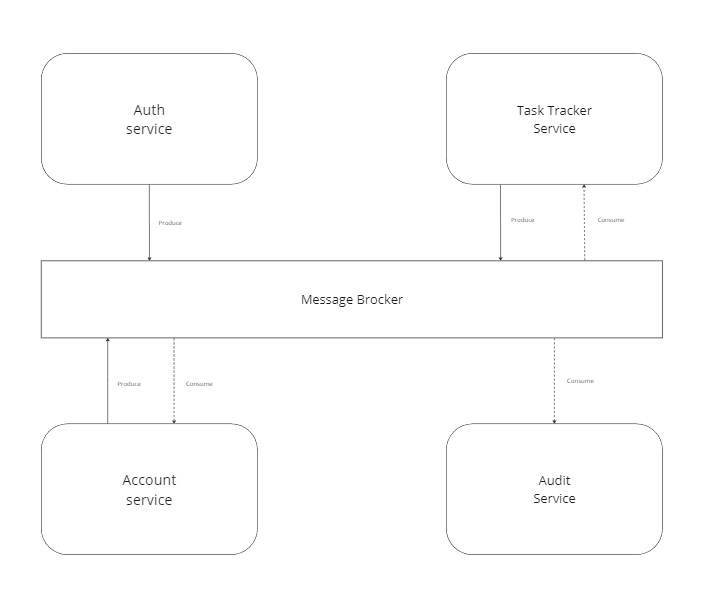 Auth
service
Task Tracker
Service
Produce
Produce
Consume
Message Brocker
Produce
Consume
Consume
Account
service
Audit
Service